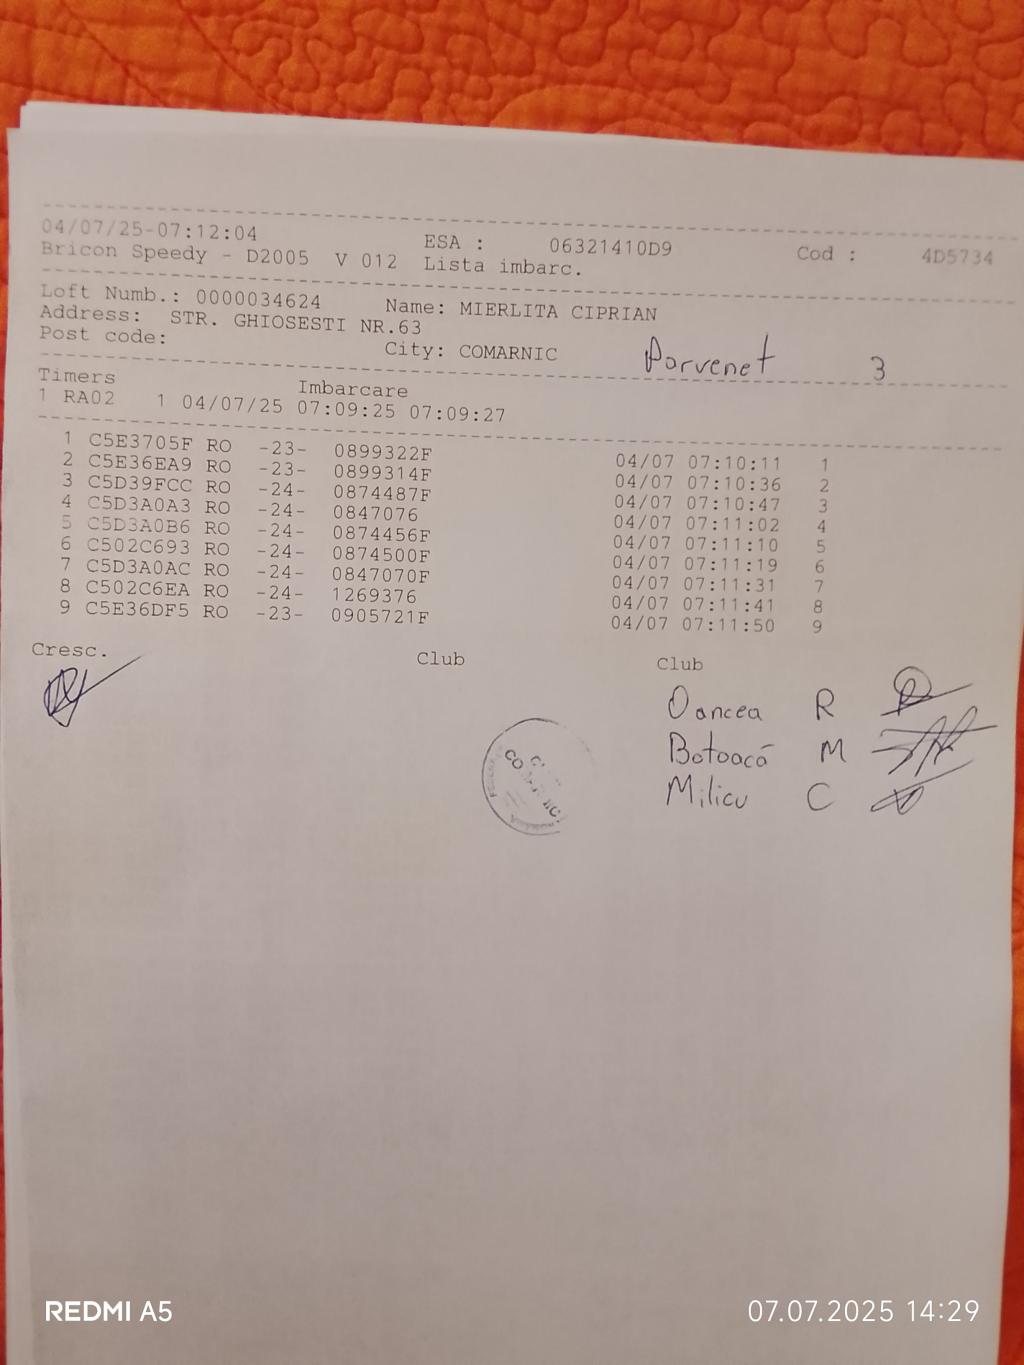 04/07/25-07:12:04 ESA : 06321410D9 Cod : 4D5734
Bricon Speedy - D2005 V 012 Lista imbarc.
Loft Numb.: 0000034624 Name: MIERLITA CIPRIAN
Address: STR. GHIOSESTI NR.63
Post code: City: COMARNIC
Parvenet 3
Timers Imbarcare
1 RA02 1 04/07/25 07:09:25 07:09:27
1 C5E3705F RO -23- 0899322F 04/07 07:10:11 1
2 C5E36EA9 RO -23- 0899314F 04/07 07:10:36 2
3 C5D39FCC RO -24- 0874487F 04/07 07:10:47 3
4 C5D3A0A3 RO -24- 0847076 04/07 07:11:02 4
5 C5D3A0B6 RO -24- 0874456F 04/07 07:11:10 5
6 C502C693 RO -24- 0874500F 04/07 07:11:19 6
7 C5D3A0AC RO -24- 0847070F 04/07 07:11:31 7
8 C502C6EA RO -24- 1269376 04/07 07:11:41 8
9 C5E36DF5 RO -23- 0905721F 04/07 07:11:50 9
Cresc. Club Club
Oancea R
Botoacă M
Milicu C
REDMI A5 07.07.2025 14:29